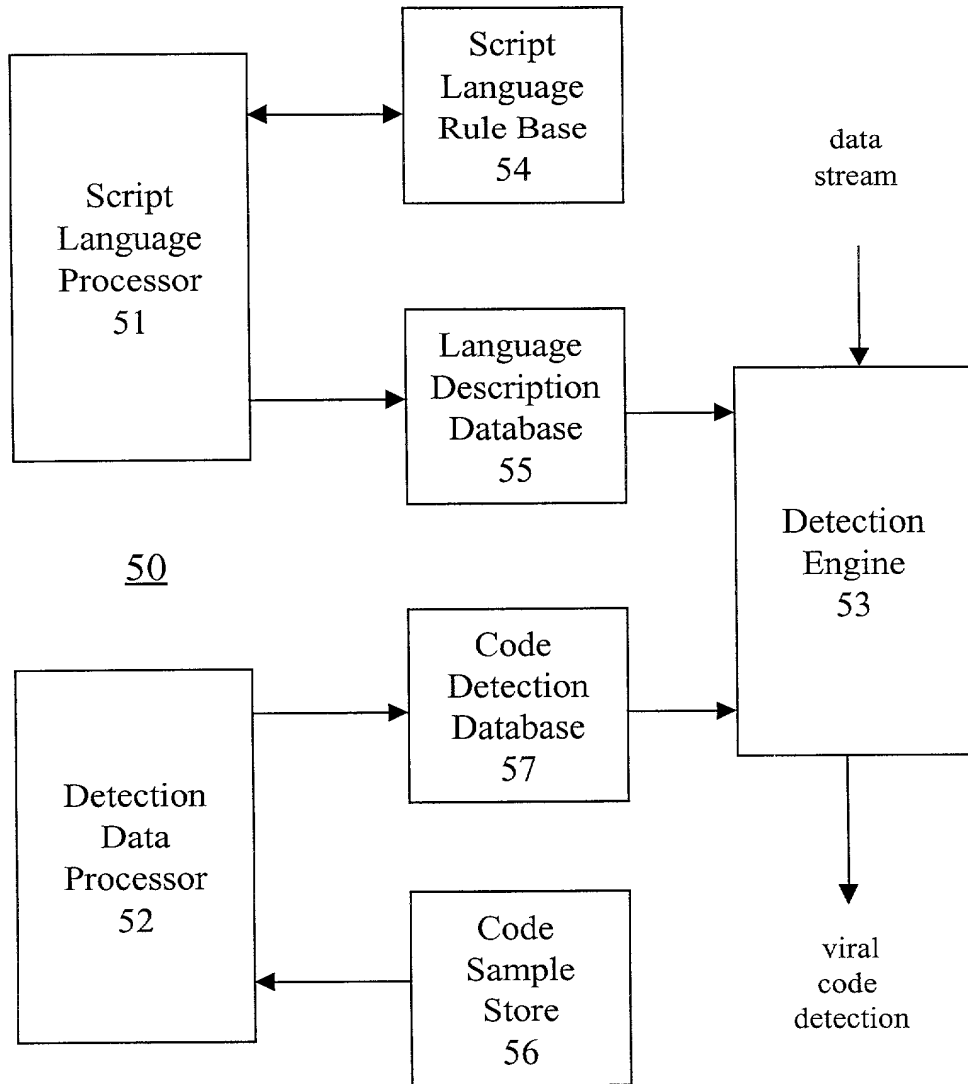 Script
Language
Rule Base
54
data
stream
Script
Language
Processor
51
Language
Description
Database
55
Detection
Engine
53
50
Code
Detection
Database
57
Detection
Data
Processor
52
Code
Sample
Store
56
viral
code
detection